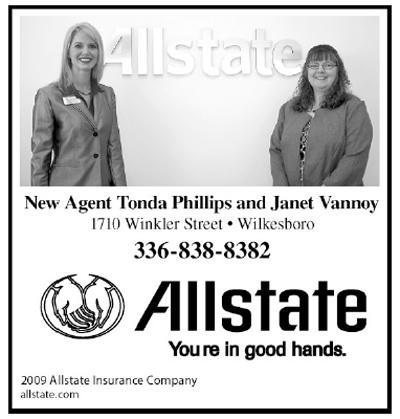 Allstate
New Agent Tonda Phillips and Janet Vannoy
1710 Winkler Street • Wilkesboro
336-838-8382
Allstate
You're in good hands.
2009 Allstate Insurance Company
allstate.com